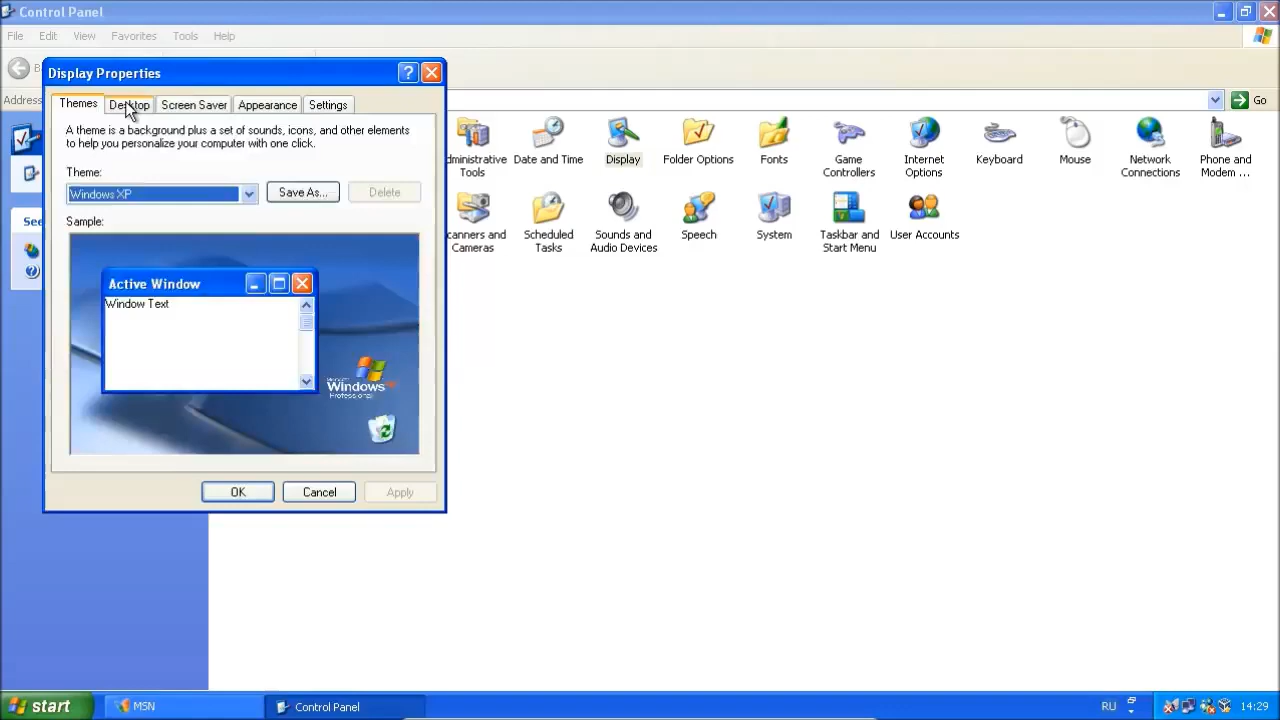 Control Panel
File Edit View Favorites Tools Help
Address
Go
Display Properties
Themes Desktop Screen Saver Appearance Settings
A theme is a background plus a set of sounds, icons, and other elements
to help you personalize your computer with one click.
Theme:
Windows XP
Save As...
Delete
Sample:
Active Window
Window Text
Microsoft
Windows xp
Professional
OK
Cancel
Apply
See
dministrative
Tools
Date and Time
Display
Folder Options
Fonts
Game
Controllers
Internet
Options
Keyboard
Mouse
Network
Connections
Phone and
Modem ...
canners and
Cameras
Scheduled
Tasks
Sounds and
Audio Devices
Speech
System
Taskbar and
Start Menu
User Accounts
start
MSN
Control Panel
RU
14:29